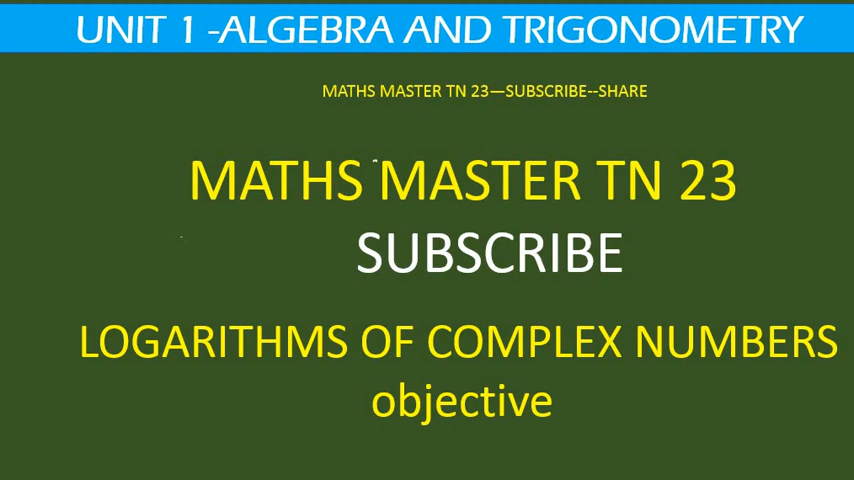 UNIT 1 -ALGEBRA AND TRIGONOMETRY
MATHS MASTER TN 23—SUBSCRIBE--SHARE
MATHS MASTER TN 23
SUBSCRIBE
LOGARITHMS OF COMPLEX NUMBERS
objective